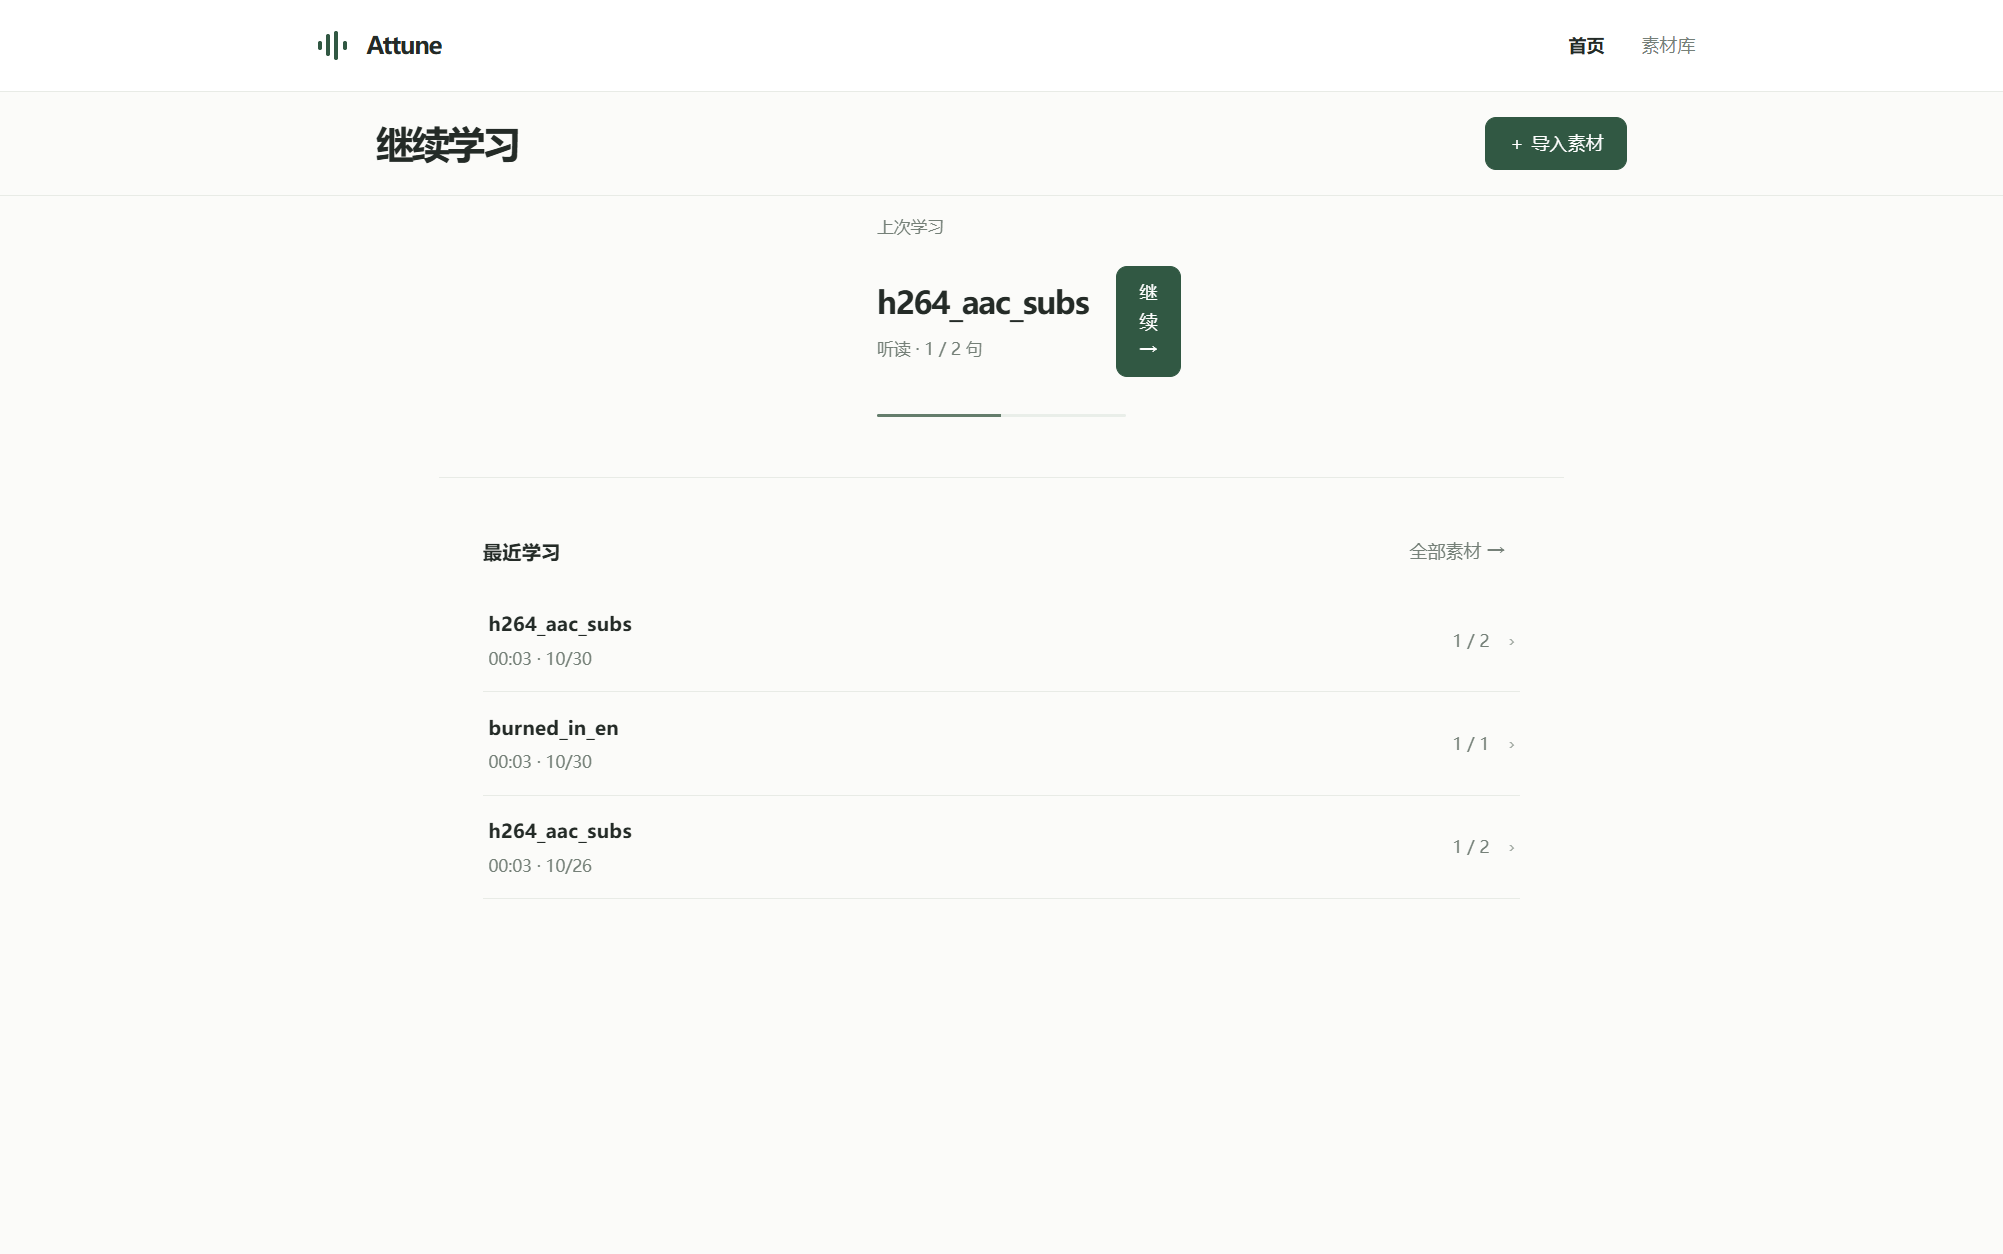 Attune
首页
素材库
继续学习
+ 导入素材
上次学习
h264_aac_subs
听读 · 1 / 2 句
继
续
→
最近学习
全部素材 →
h264_aac_subs
00:03 · 10/30
1 / 2 ›
burned_in_en
00:03 · 10/30
1 / 1 ›
h264_aac_subs
00:03 · 10/26
1 / 2 ›